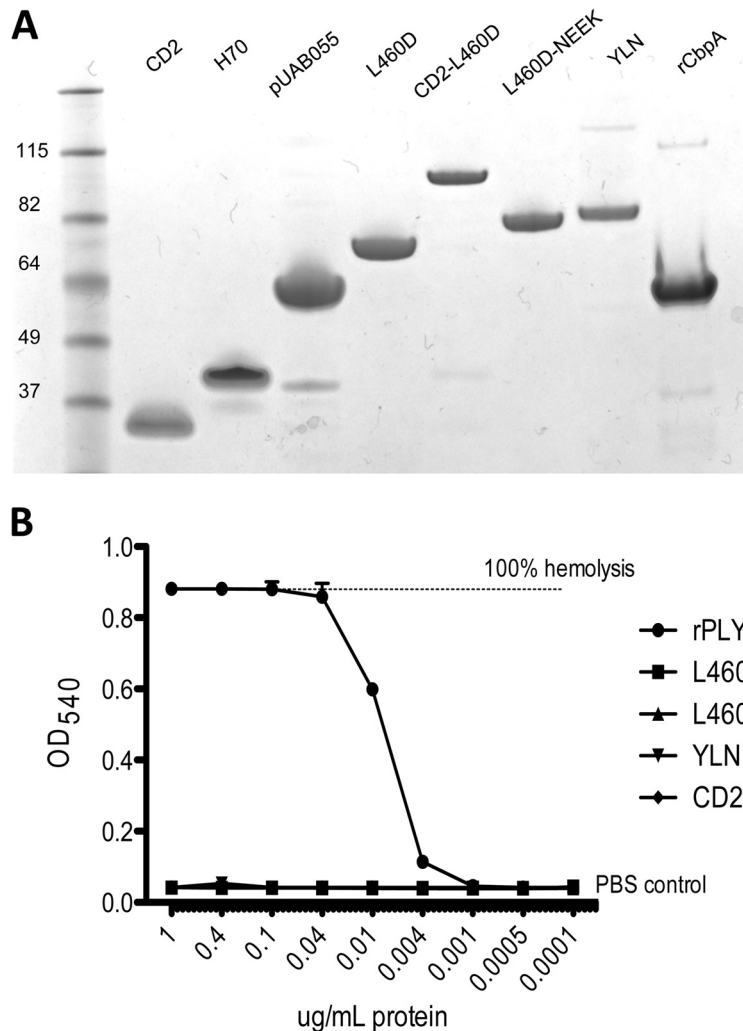 A
CD2 H70 pUAB055 L460D CD2-L460D L460D-NEEK YLN rCbpA
115
82
64
49
37
B
1.0
100% hemolysis
0.8
rPLY
L460
0.6
L460
OD540
YLN
0.4
CD2
0.2
PBS control
0.0
1 0.4 0.1 0.04 0.01 0.004 0.001 0.0005 0.0001
ug/mL protein